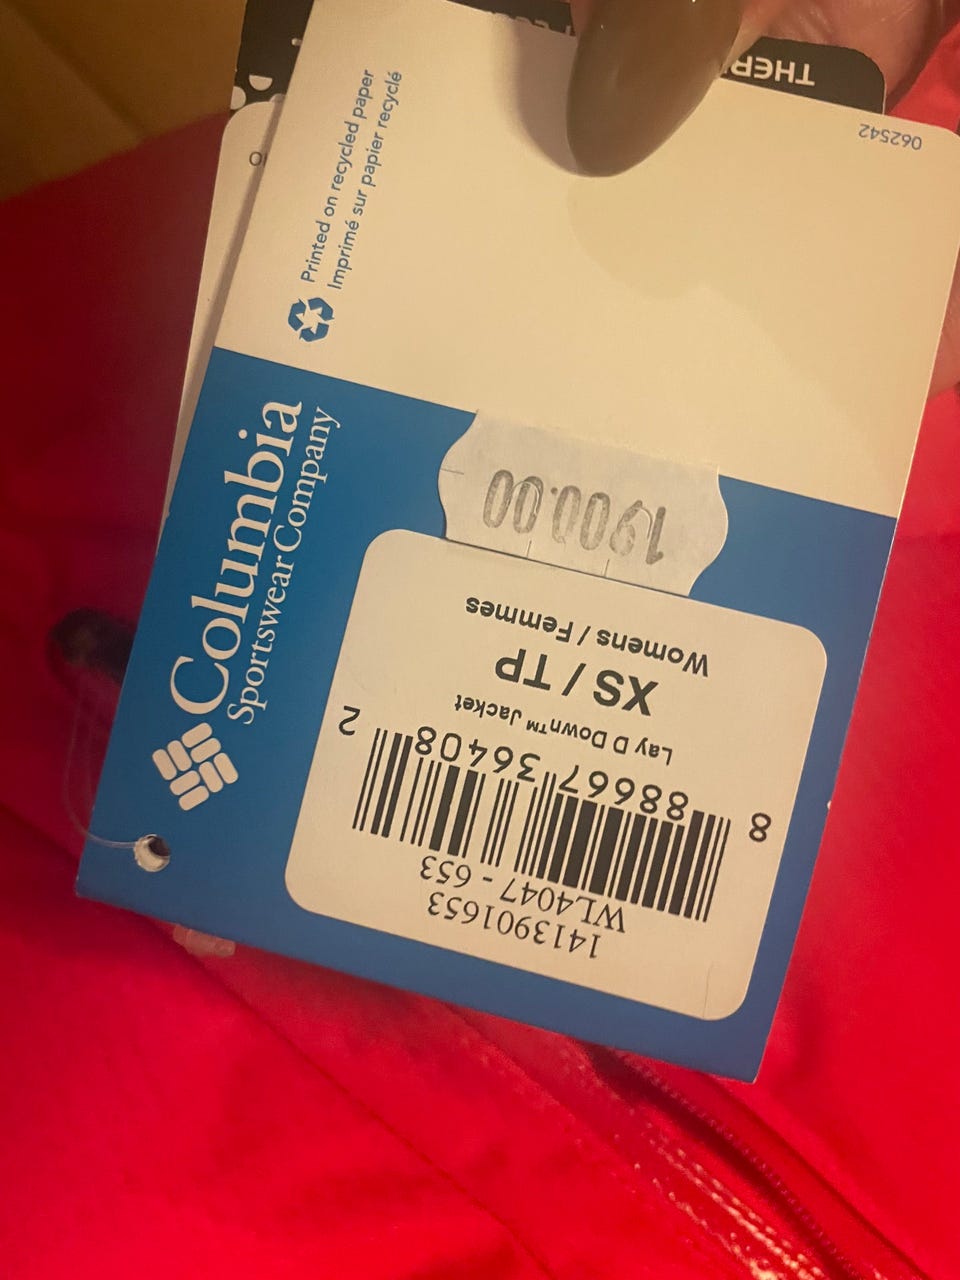 Columbia
Sportswear Company
Printed on recycled paper
Imprimé sur papier recyclé
062542
1413901653
WL4047 - 653
8 88667 36408 2
Lay D Down™ Jacket
XS / TP
Womens / Femmes
1900.00